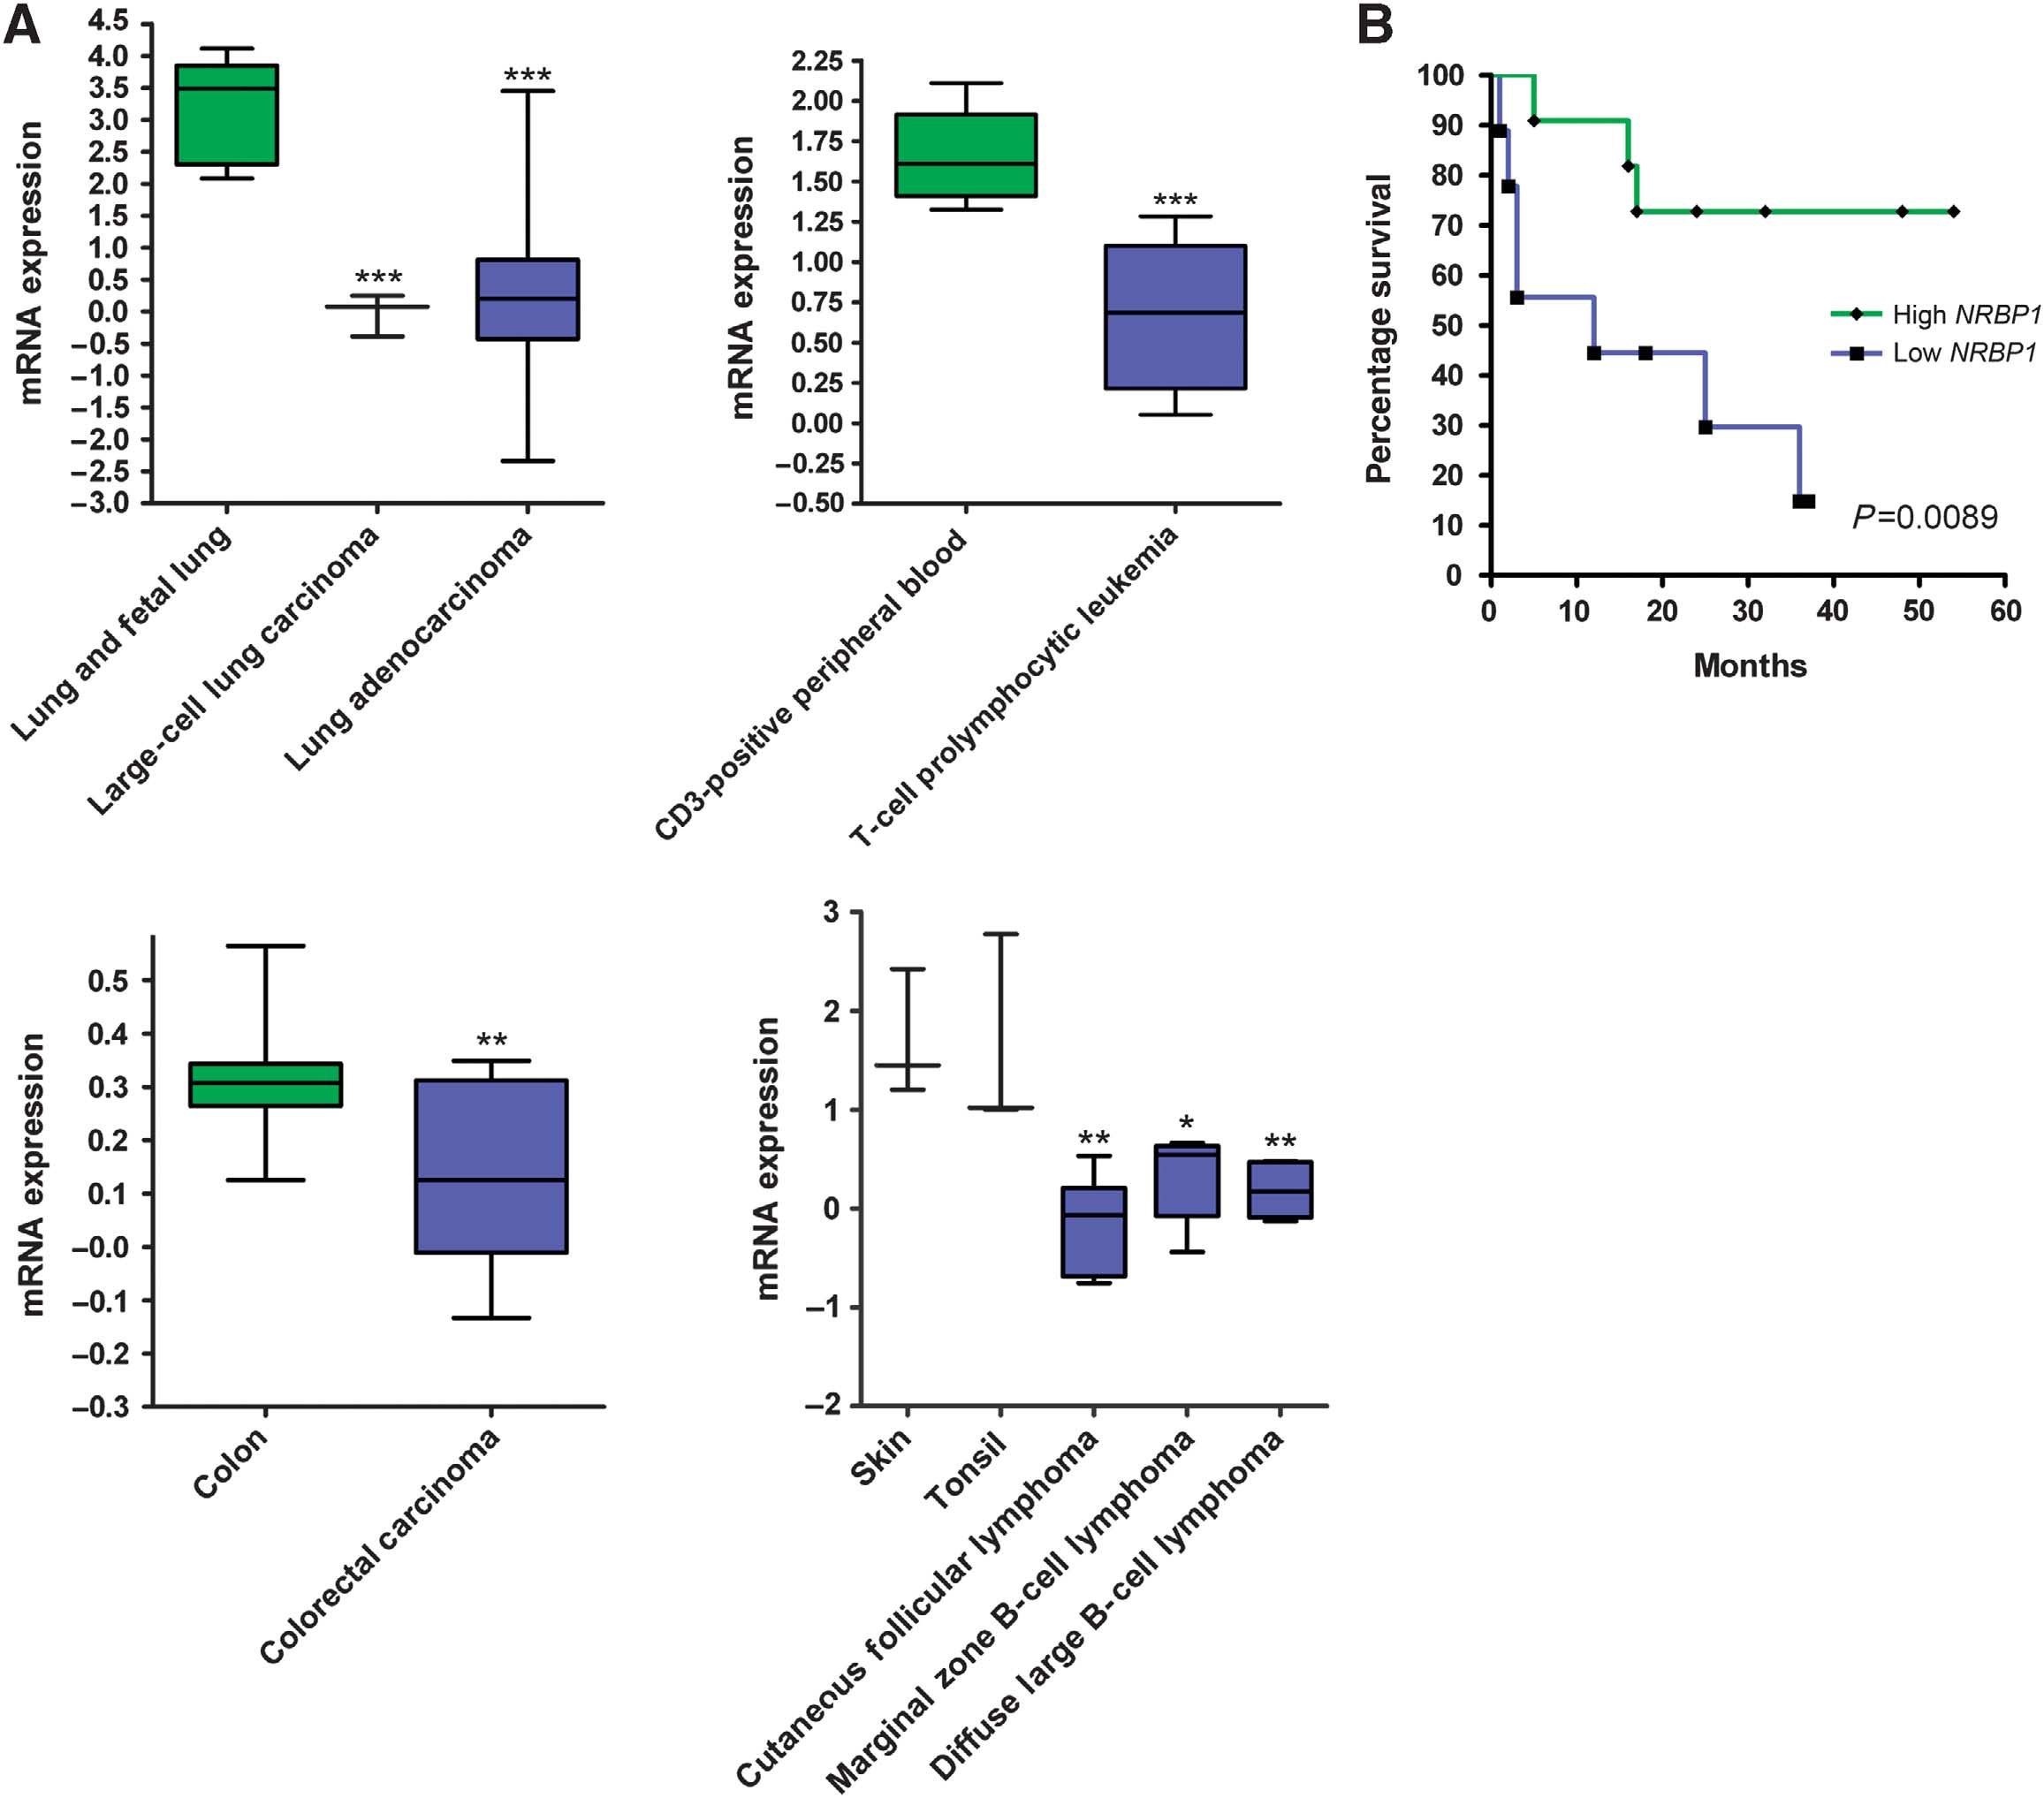 A
4.5
4.0
3.5
3.0
2.5
2.0
1.5
1.0
0.5
0.0
–0.5
–1.0
–1.5
–2.0
–2.5
–3.0
mRNA expression
***
***
Lung and fetal lung
Large-cell lung carcinoma
Lung adenocarcinoma
2.25
2.00
1.75
1.50
1.25
1.00
0.75
0.50
0.25
0.00
–0.25
–0.50
mRNA expression
***
CD3-positive peripheral blood
T-cell prolymphocytic leukemia
B
100
90
80
70
60
50
40
30
20
10
0
Percentage survival
High NRBP1
Low NRBP1
P=0.0089
0 10 20 30 40 50 60
Months
0.5
0.4
0.3
0.2
0.1
–0.0
–0.1
–0.2
–0.3
mRNA expression
**
Colon
Colorectal carcinoma
3
2
1
0
–1
–2
mRNA expression
**
*
**
Skin
Tonsil
Cutaneous follicular lymphoma
Marginal zone B-cell lymphoma
Diffuse large B-cell lymphoma